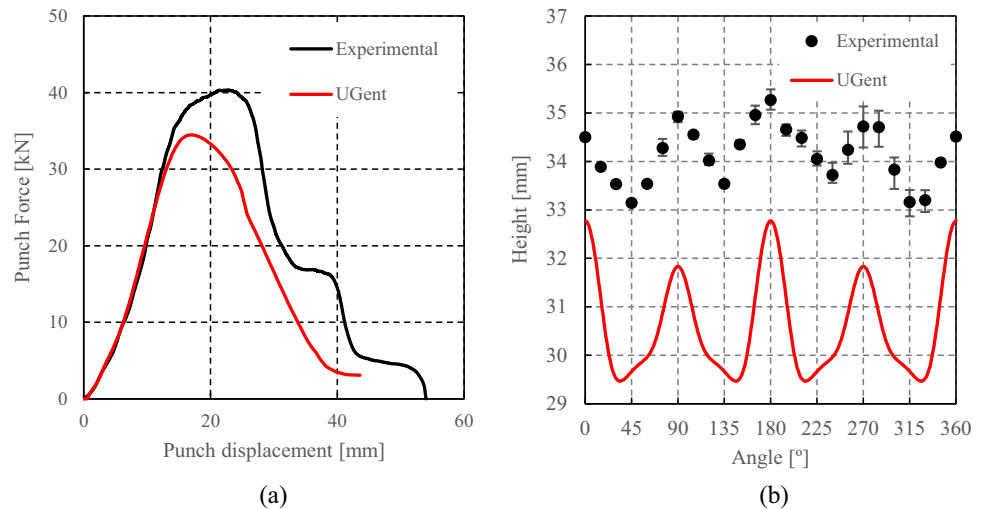 50
40
30
20
10
0
Punch Force [kN]
Experimental
UGent
0 20 40 60
Punch displacement [mm]
(a)
37
36
35
34
33
32
31
30
29
Height [mm]
Experimental
UGent
0 45 90 135 180 225 270 315 360
Angle [º]
(b)